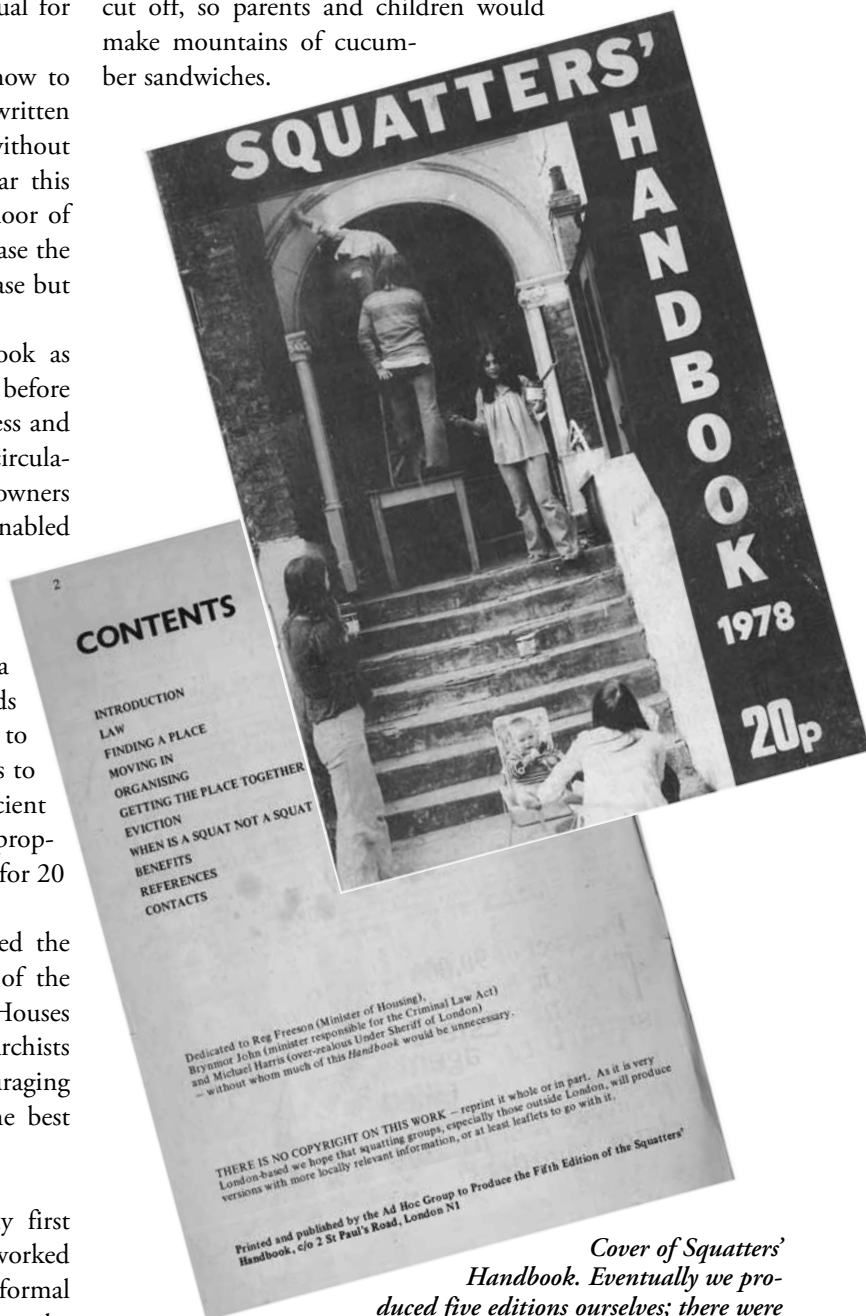 ual for
now to
written
without
ar this
loor of
ase the
ase but
ook as
before
ess and
circula-
owners
nabled
a
ds
to
s to
cient
prop-
for 20
ed the
of the
Houses
rchists
uraging
ne best
y first
worked
formal
cut off, so parents and children would
make mountains of cucum-
ber sandwiches.
SQUATTERS'
HANDBOOK
1978
20p
2
CONTENTS
INTRODUCTION
LAW
FINDING A PLACE
MOVING IN
ORGANISING
GETTING THE PLACE TOGETHER
EVICTION
WHEN IS A SQUAT NOT A SQUAT
BENEFITS
REFERENCES
CONTACTS
Dedicated to Reg Freeson (Minister of Housing),
Brynmor John (minister responsible for the Criminal Law Act)
and Michael Harris (over-zealous Under Sheriff of London)
– without whom much of this Handbook would be unnecessary.
THERE IS NO COPYRIGHT ON THIS WORK – reprint it whole or in part. As it is very
London-based we hope that squatting groups, especially those outside London, will produce
versions with more locally relevant information, or at least leaflets to go with it.
Printed and published by the Ad Hoc Group to Produce the Fifth Edition of the Squatters'
Handbook, c/o 2 St Paul's Road, London N1
Cover of Squatters'
Handbook. Eventually we pro-
duced five editions ourselves; there were